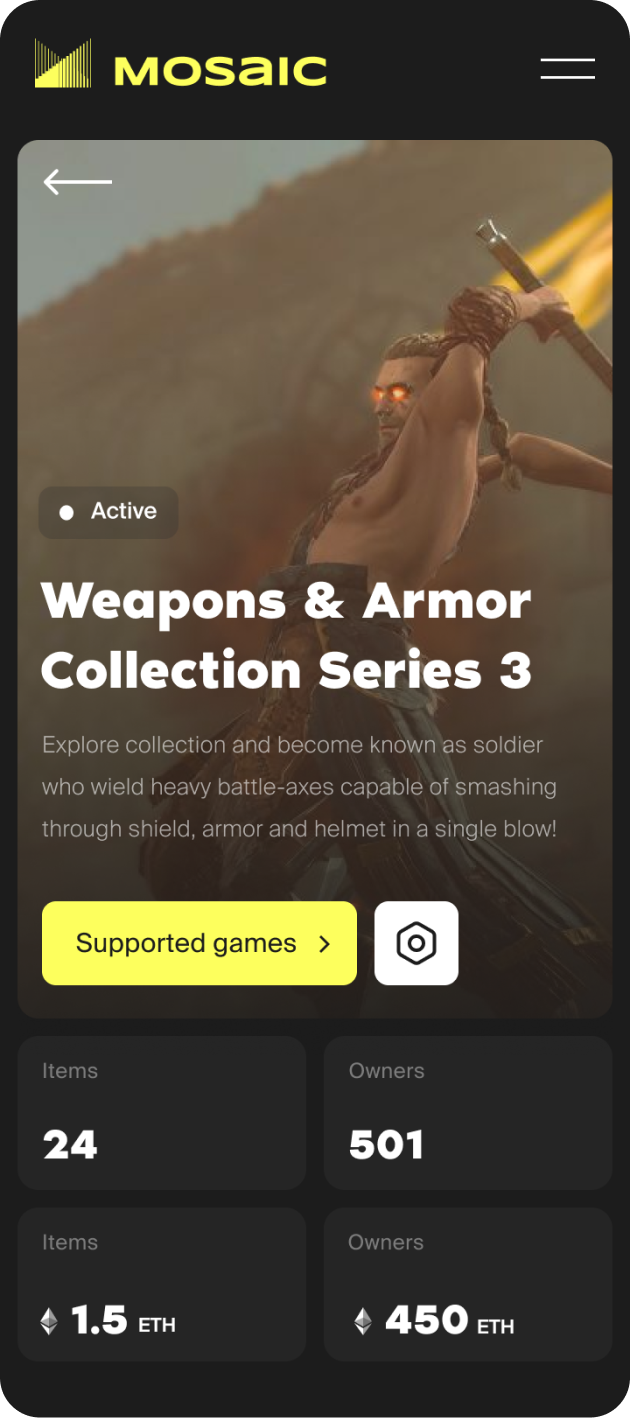 MOSAIC
Active
Weapons & Armor
Collection Series 3
Explore collection and become known as soldier
who wield heavy battle-axes capable of smashing
through shield, armor and helmet in a single blow!
Supported games
Items
Owners
24
501
Items
Owners
1.5 ETH
450 ETH